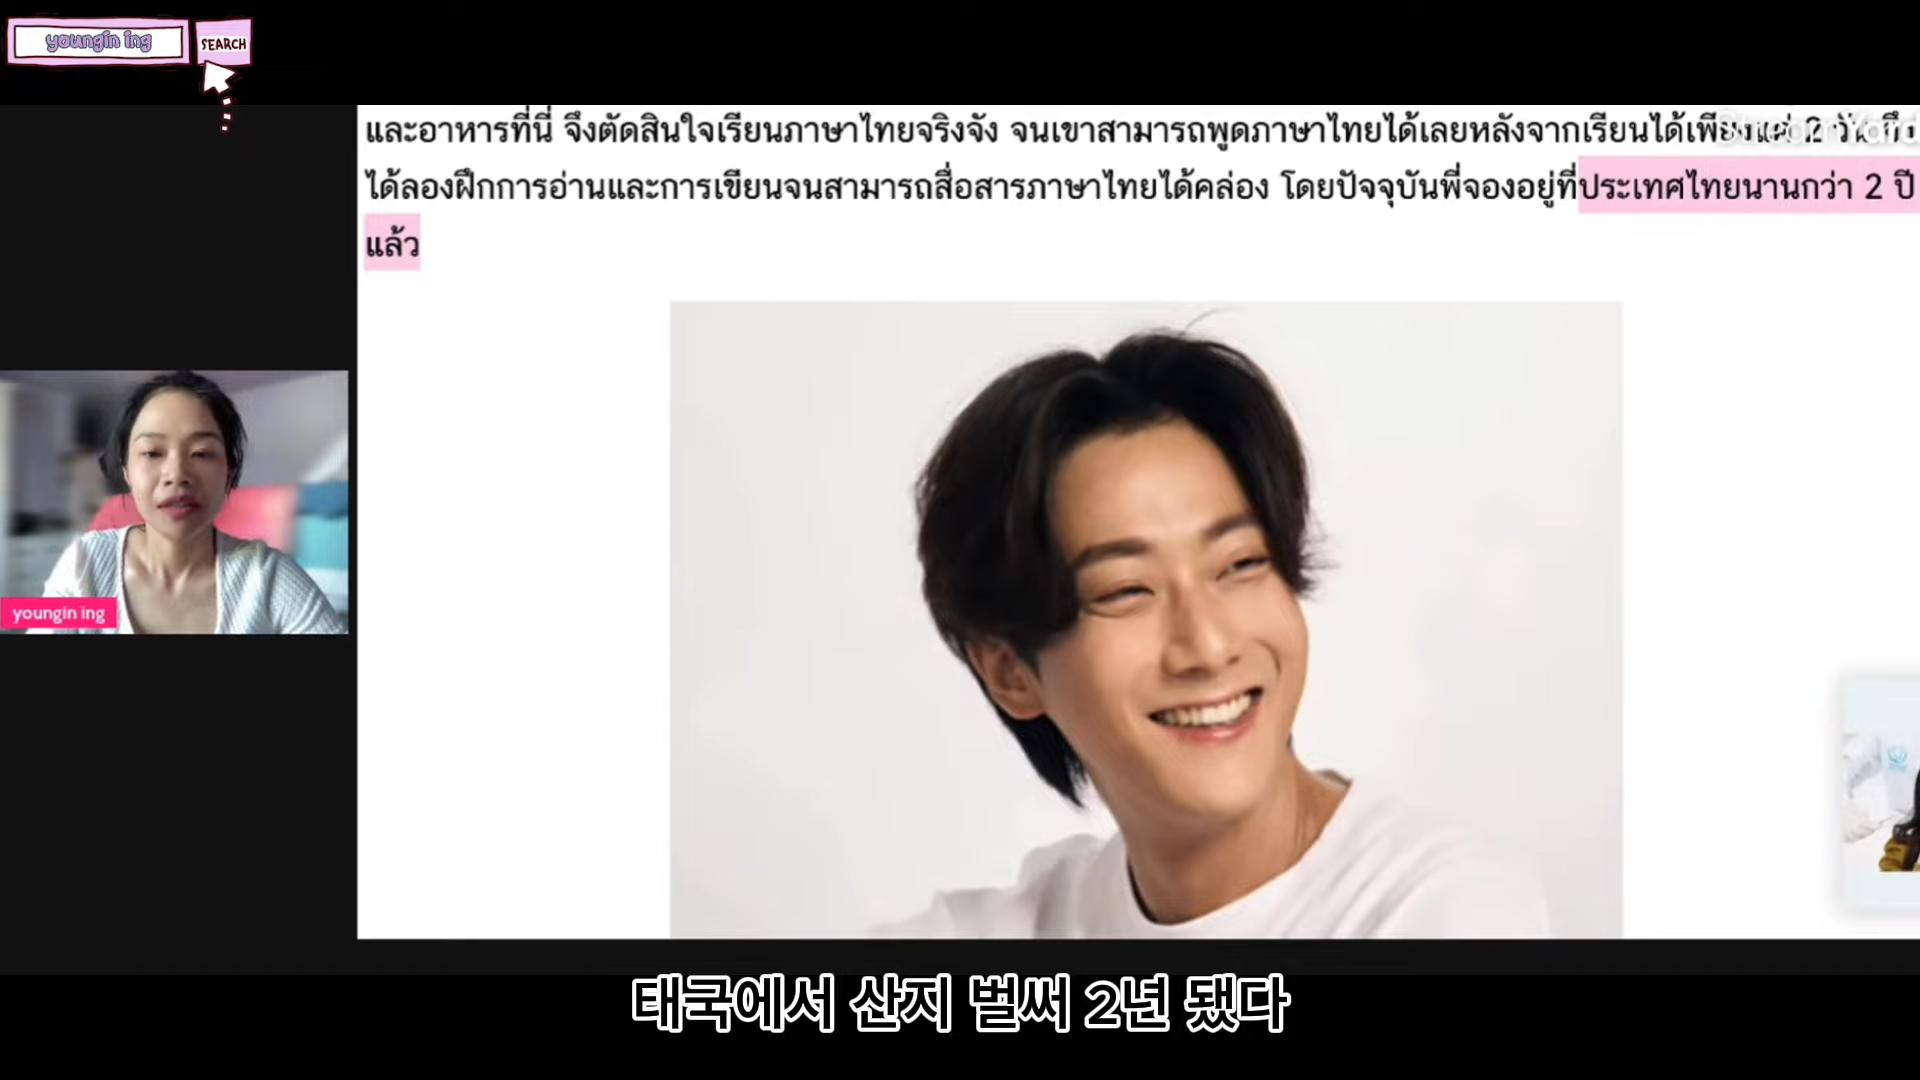 youngin ing
SEARCH
และอาหารที่นี่ จึงตัดสินใจเรียนภาษาไทยจริงจัง จนเขาสามารถพูดภาษาไทยได้เลยหลังจากเรียนได้เพียงแค่ 2 วัน
ได้ลองฝึกการอ่านและการเขียนจนสามารถสื่อสารภาษาไทยได้คล่อง โดยปัจจุบันพี่จองอยู่ที่ประเทศไทยนานกว่า 2 ปี
แล้ว
youngin ing
태국에서 산지 벌써 2년 됐다